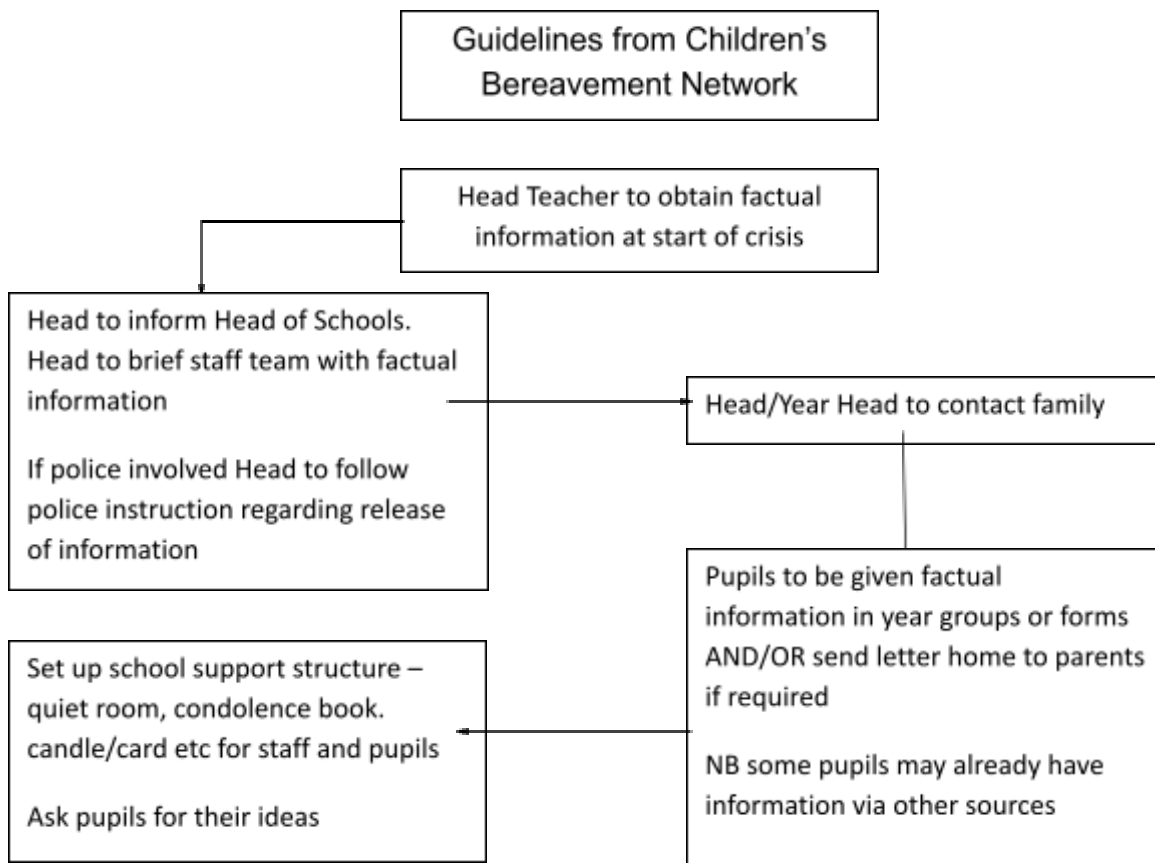 Guidelines from Children's
Bereavement Network
Head Teacher to obtain factual
information at start of crisis
Head to inform Head of Schools.
Head to brief staff team with factual
information
If police involved Head to follow
police instruction regarding release
of information
Head/Year Head to contact family
Pupils to be given factual
information in year groups or forms
AND/OR send letter home to parents
if required
NB some pupils may already have
information via other sources
Set up school support structure –
quiet room, condolence book.
candle/card etc for staff and pupils
Ask pupils for their ideas